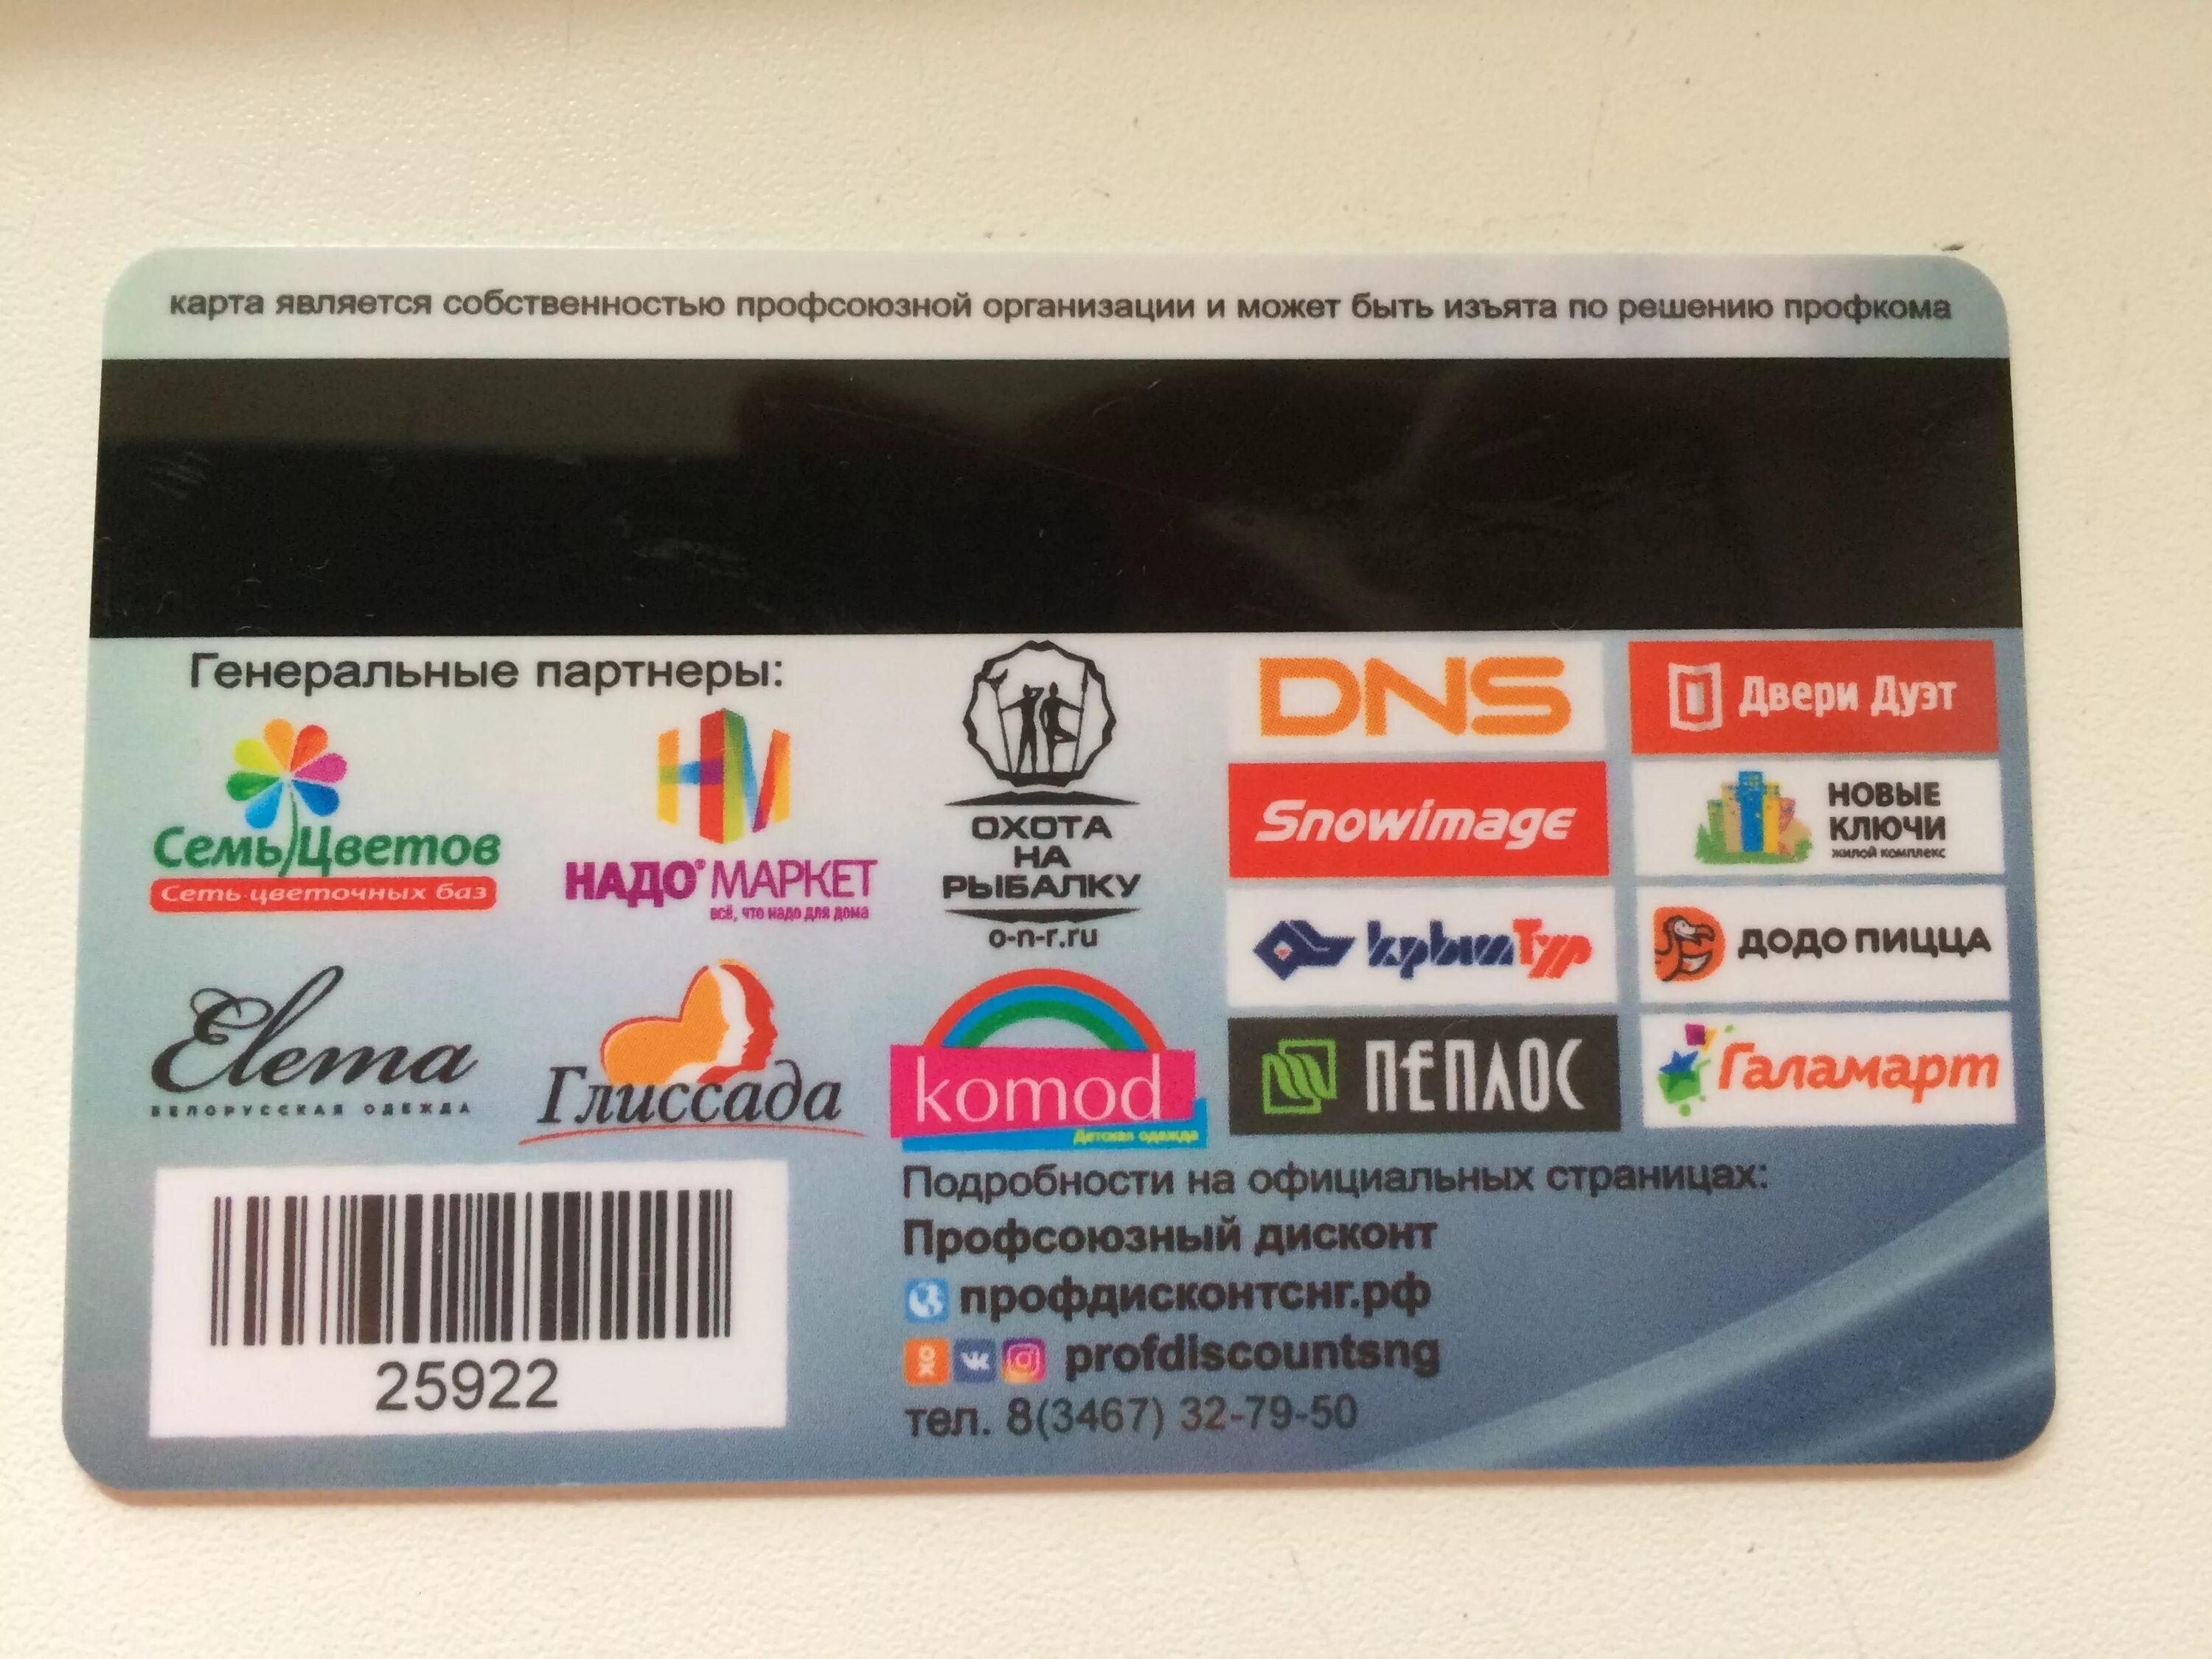 карта является собственностью профсоюзной организации и может быть изъята по решению профкома
Генеральные партнеры:
Семь Цветов
Сеть цветочных баз
НМ
НАДО® МАРКЕТ
всё, что надо для дома
ОХОТА
НА
РЫБАЛКУ
o-n-r.ru
DNS
Двери Дуэт
Snowimage
НОВЫЕ
КЛЮЧИ
жилой комплекс
КрымТур
ДОДО ПИЦЦА
ПЕПЛОС
Галамарт
Elema
БЕЛОРУССКАЯ ОДЕЖДА
Глиссада
komod
Детская одежда
25922
Подробности на официальных страницах:
Профсоюзный дисконт
профдисконтснг.рф
profdiscountsng
тел. 8(3467) 32-79-50